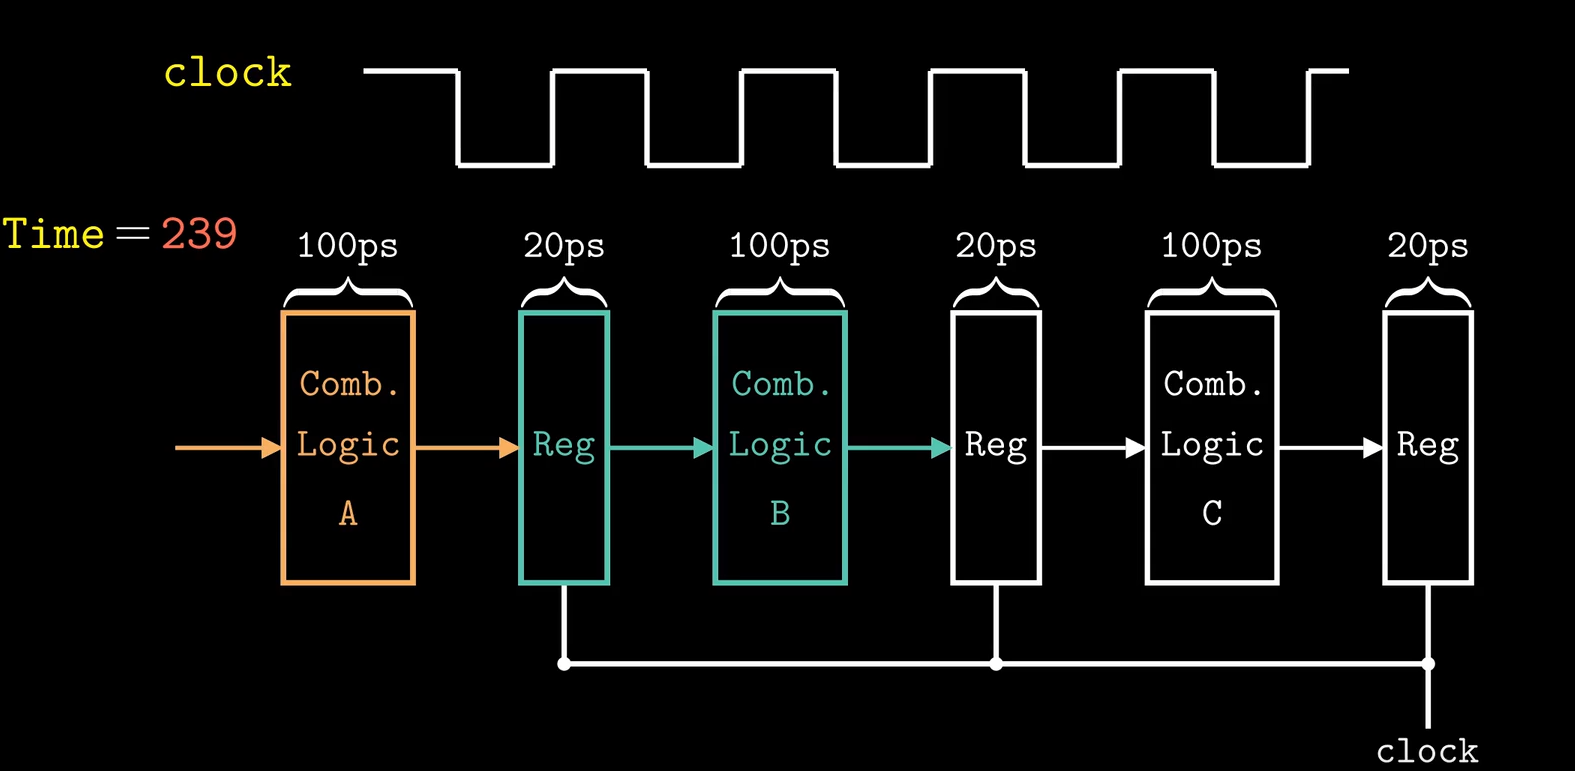 clock
Time = 239
100ps 20ps 100ps 20ps 100ps 20ps
Comb. Comb. Comb.
Logic Reg Logic Reg Logic Reg
A B C
clock